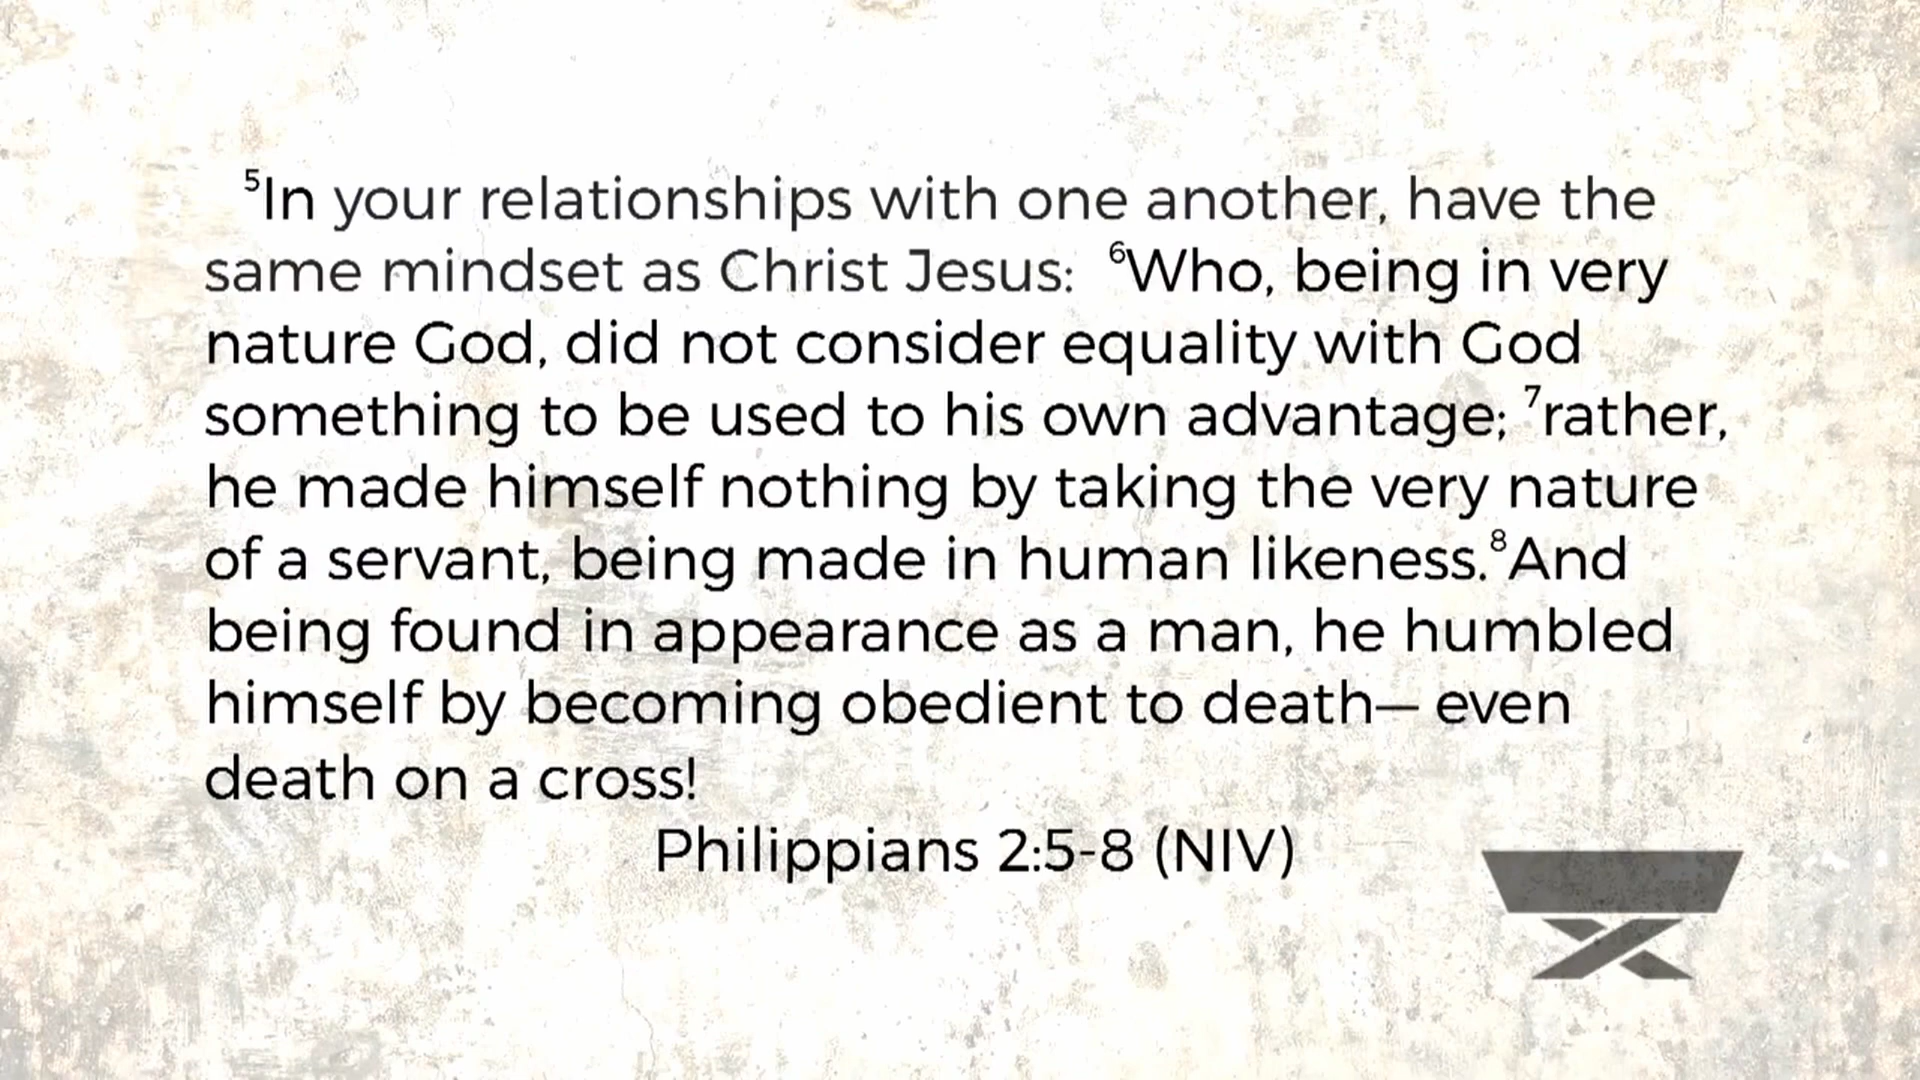 ⁵In your relationships with one another, have the
same mindset as Christ Jesus:  ⁶Who, being in very
nature God, did not consider equality with God
something to be used to his own advantage; ⁷rather,
he made himself nothing by taking the very nature
of a servant, being made in human likeness.⁸And
being found in appearance as a man, he humbled
himself by becoming obedient to death— even
death on a cross!
Philippians 2:5-8 (NIV)